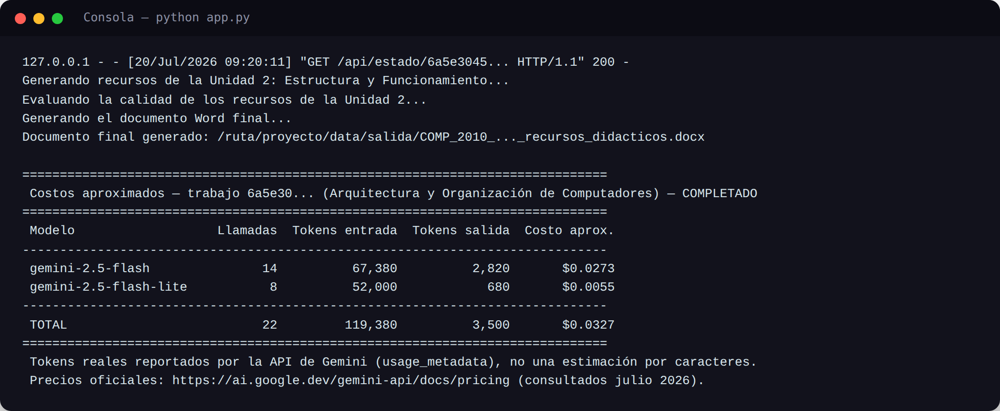 Consola — python app.py
127.0.0.1 - - [20/Jul/2026 09:20:11] "GET /api/estado/6a5e3045... HTTP/1.1" 200 -
Generando recursos de la Unidad 2: Estructura y Funcionamiento...
Evaluando la calidad de los recursos de la Unidad 2...
Generando el documento Word final...
Documento final generado: /ruta/proyecto/data/salida/COMP_2010_..._recursos_didacticos.docx
==============================================================================
Costos aproximados — trabajo 6a5e30... (Arquitectura y Organización de Computadores) — COMPLETADO
==============================================================================
Modelo                   Llamadas  Tokens entrada  Tokens salida  Costo aprox.
------------------------------------------------------------------------------
gemini-2.5-flash               14          67,380          2,820       $0.0273
gemini-2.5-flash-lite           8          52,000            680       $0.0055
------------------------------------------------------------------------------
TOTAL                          22         119,380          3,500       $0.0327
==============================================================================
Tokens reales reportados por la API de Gemini (usage_metadata), no una estimación por caracteres.
Precios oficiales: https://ai.google.dev/gemini-api/docs/pricing (consultados julio 2026).